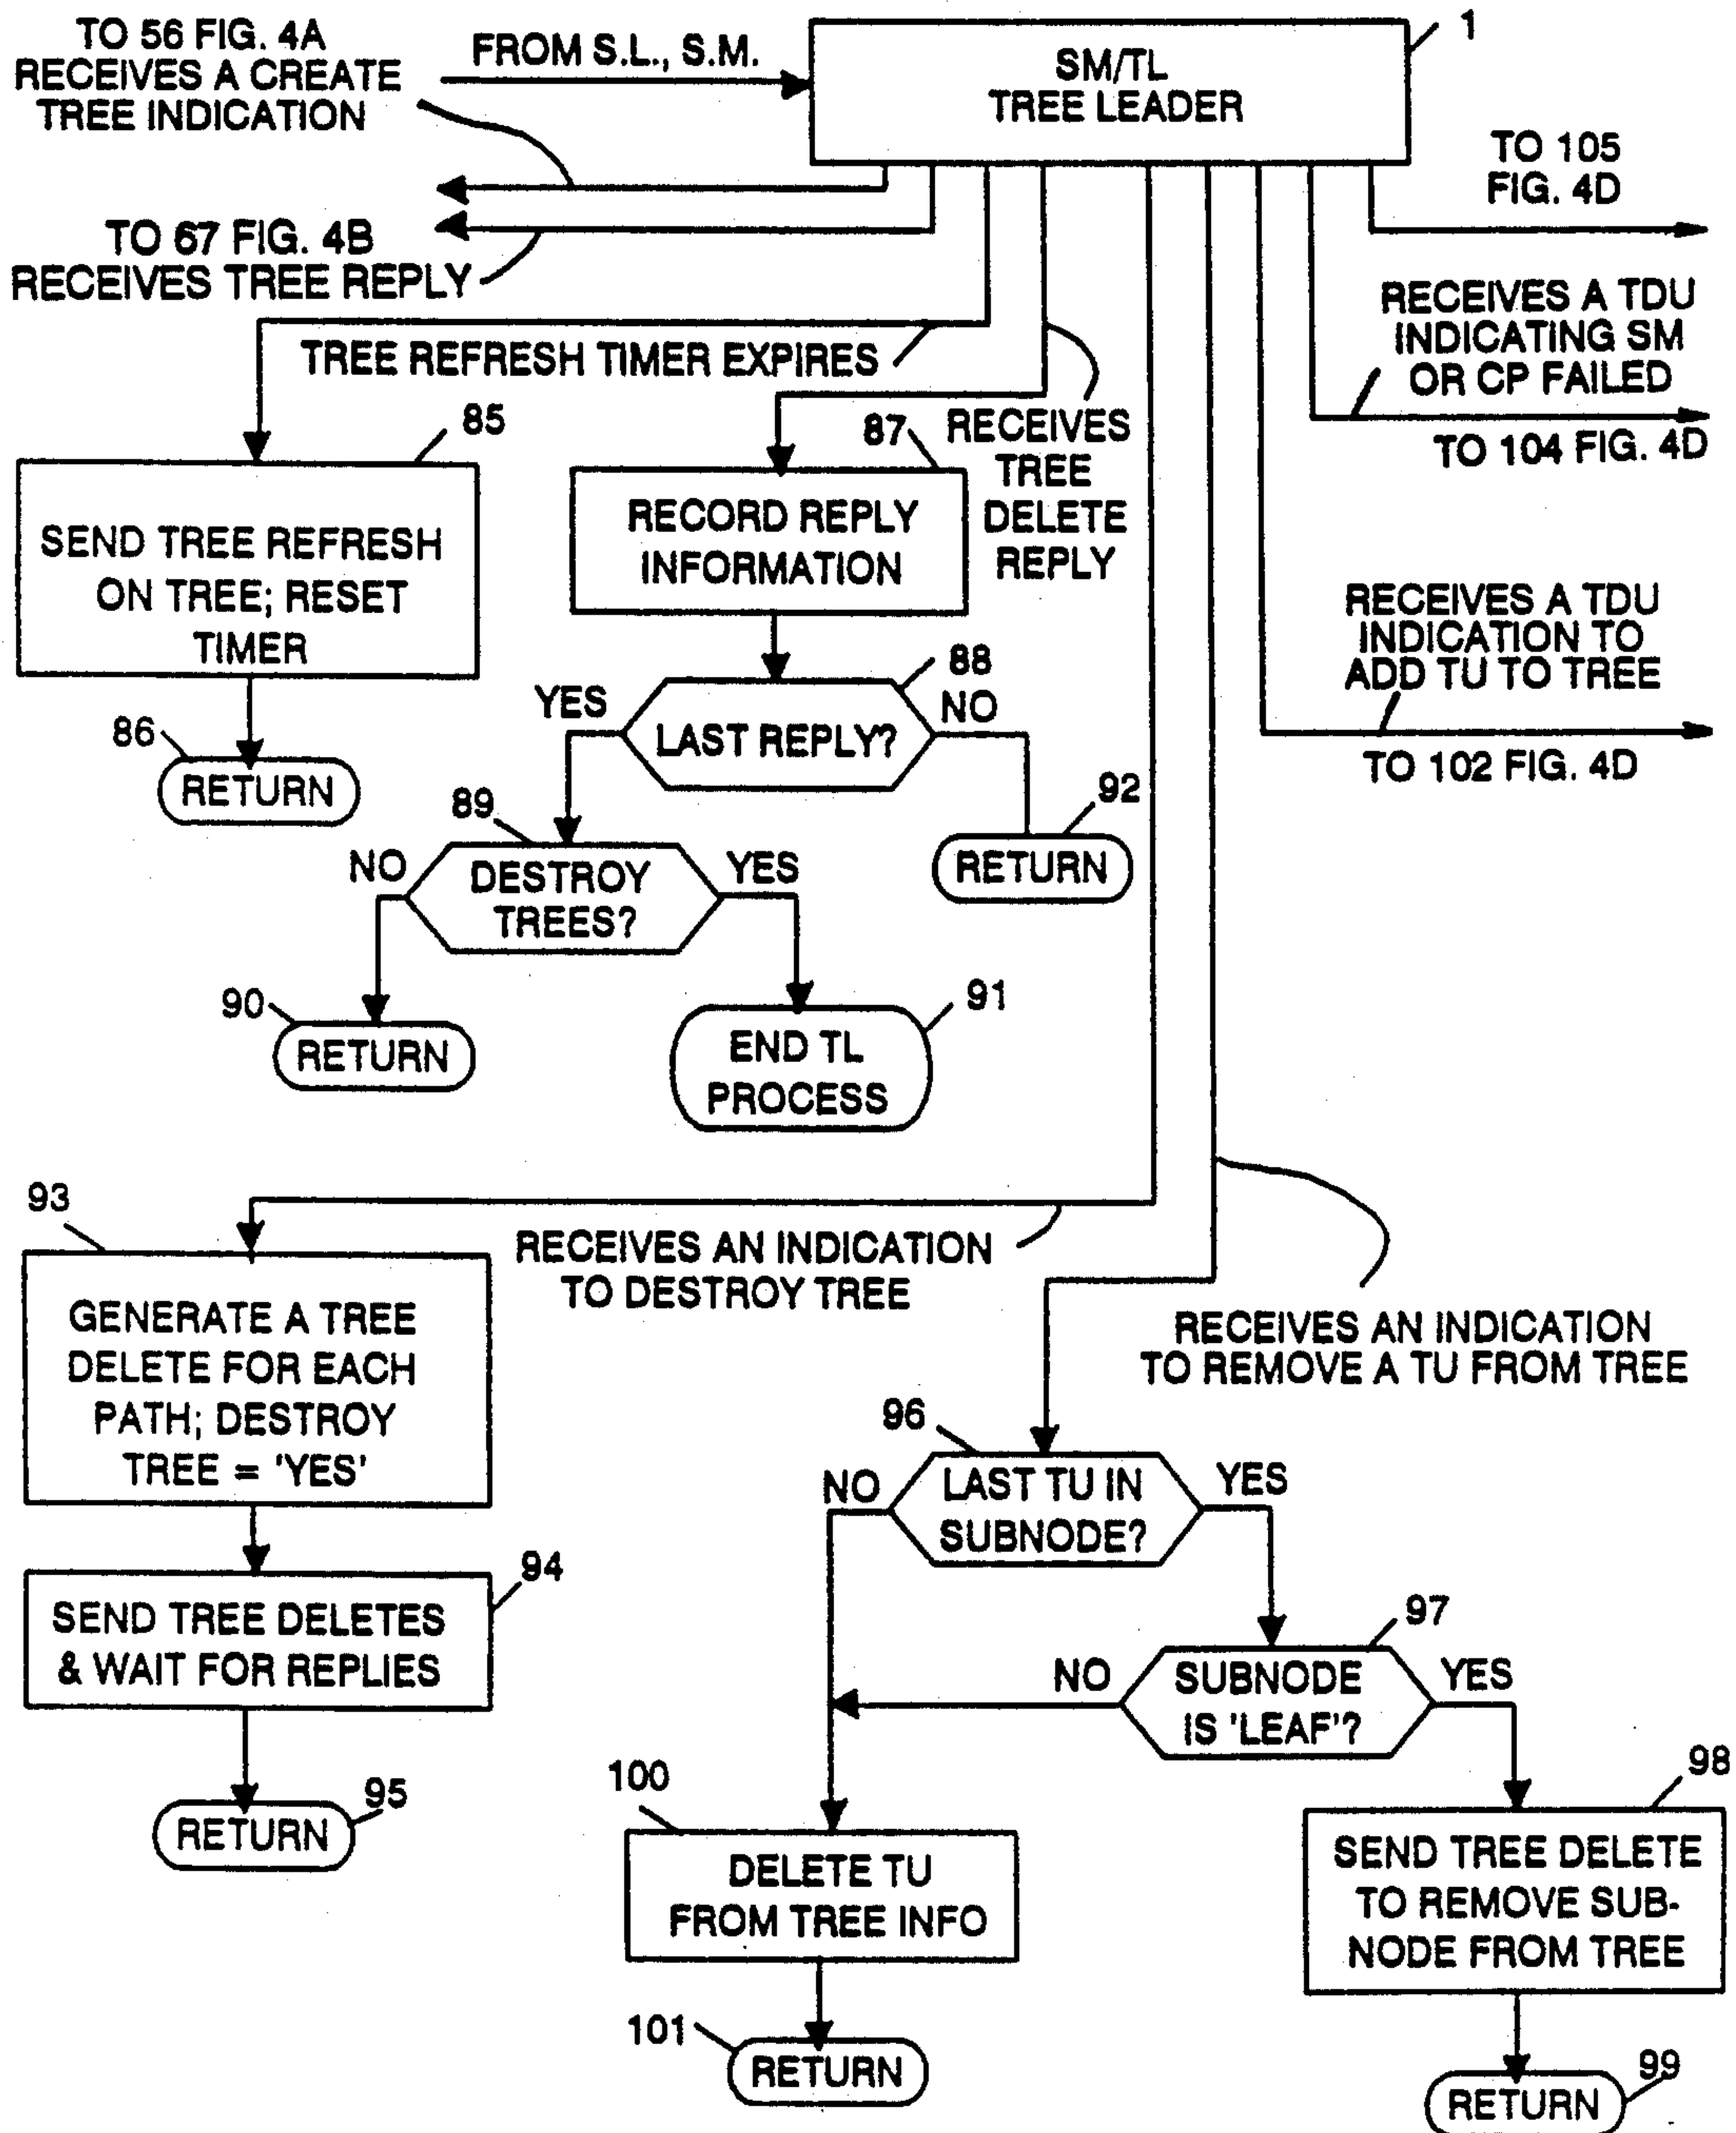 TO 56 FIG. 4A
RECEIVES A CREATE
TREE INDICATION
FROM S.L., S.M.
SM/TL
TREE LEADER
1
TO 105
FIG. 4D
TO 67 FIG. 4B
RECEIVES TREE REPLY
RECEIVES A TDU
INDICATING SM
OR CP FAILED
TO 104 FIG. 4D
TREE REFRESH TIMER EXPIRES
85
SEND TREE REFRESH
ON TREE; RESET
TIMER
86
RETURN
RECEIVES
TREE
DELETE
REPLY
87
RECORD REPLY
INFORMATION
RECEIVES A TDU
INDICATION TO
ADD TU TO TREE
TO 102 FIG. 4D
88
YES
LAST REPLY?
NO
92
RETURN
89
NO
DESTROY
TREES?
YES
90
RETURN
91
END TL
PROCESS
93
RECEIVES AN INDICATION
TO DESTROY TREE
GENERATE A TREE
DELETE FOR EACH
PATH; DESTROY
TREE = 'YES'
94
SEND TREE DELETES
& WAIT FOR REPLIES
95
RETURN
RECEIVES AN INDICATION
TO REMOVE A TU FROM TREE
96
NO
LAST TU IN
SUBNODE?
YES
97
NO
SUBNODE
IS 'LEAF'?
YES
98
SEND TREE DELETE
TO REMOVE SUB-
NODE FROM TREE
99
RETURN
100
DELETE TU
FROM TREE INFO
101
RETURN